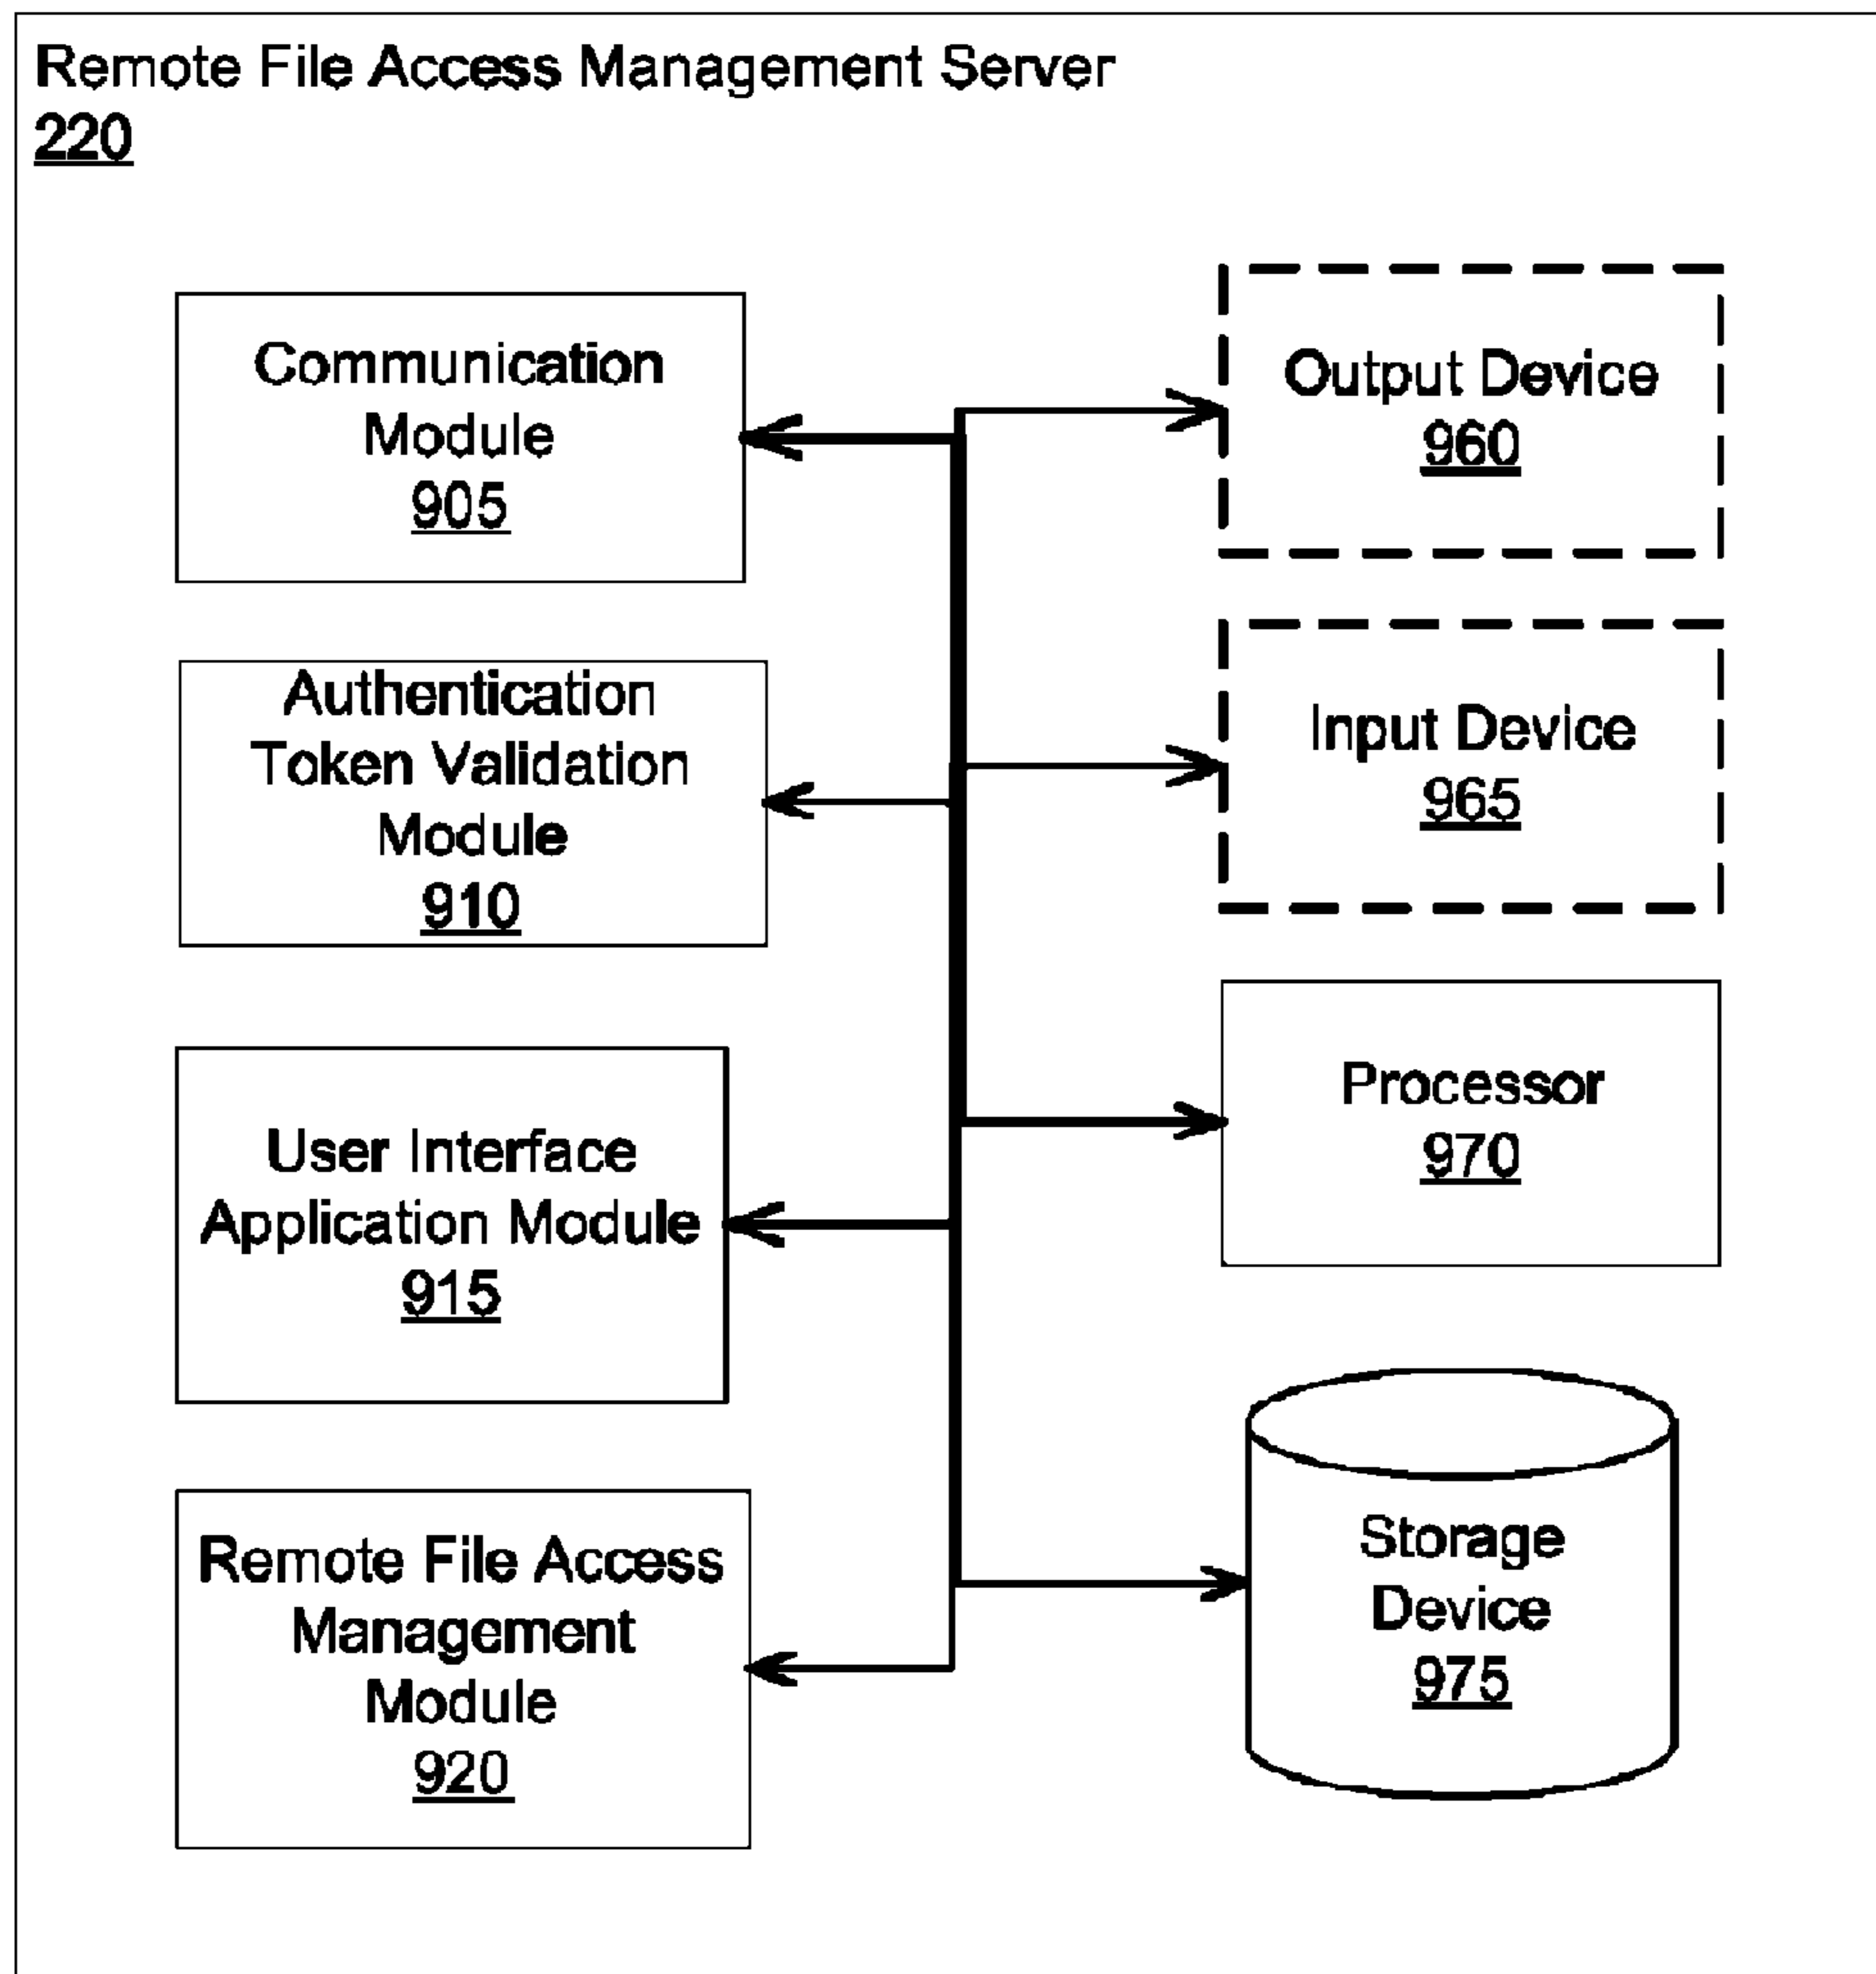 Remote File Access Management Server
220
Communication
Module
905
Authentication
Token Validation
Module
910
User Interface
Application Module
915
Remote File Access
Management
Module
920
Output Device
960
Input Device
965
Processor
970
Storage
Device
975